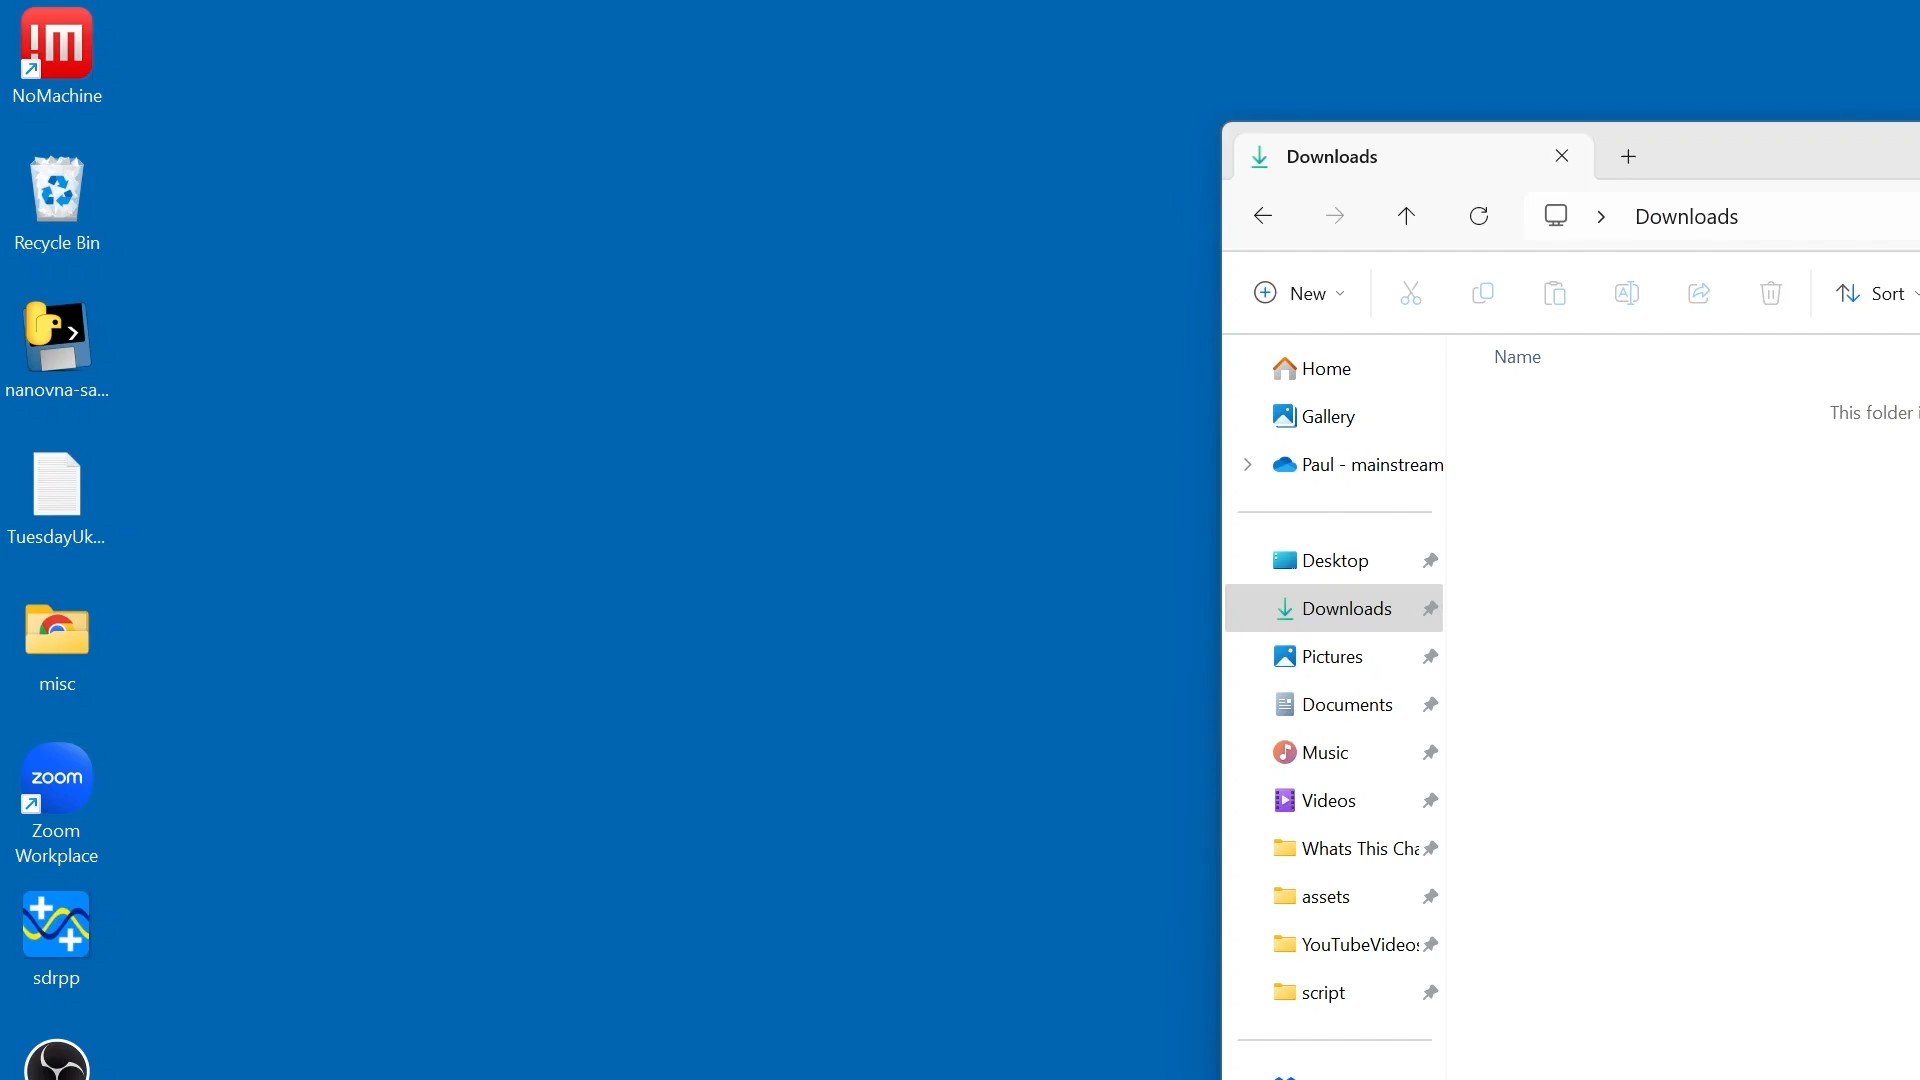 NoMachine
Recycle Bin
nanovna-sa...
TuesdayUk...
misc
zoom
Zoom
Workplace
sdrpp
Downloads
Downloads
New
Sort
Home
Gallery
Paul - mainstream
Desktop
Downloads
Pictures
Documents
Music
Videos
Whats This Cha
assets
YouTubeVideos
script
Name
This folder i